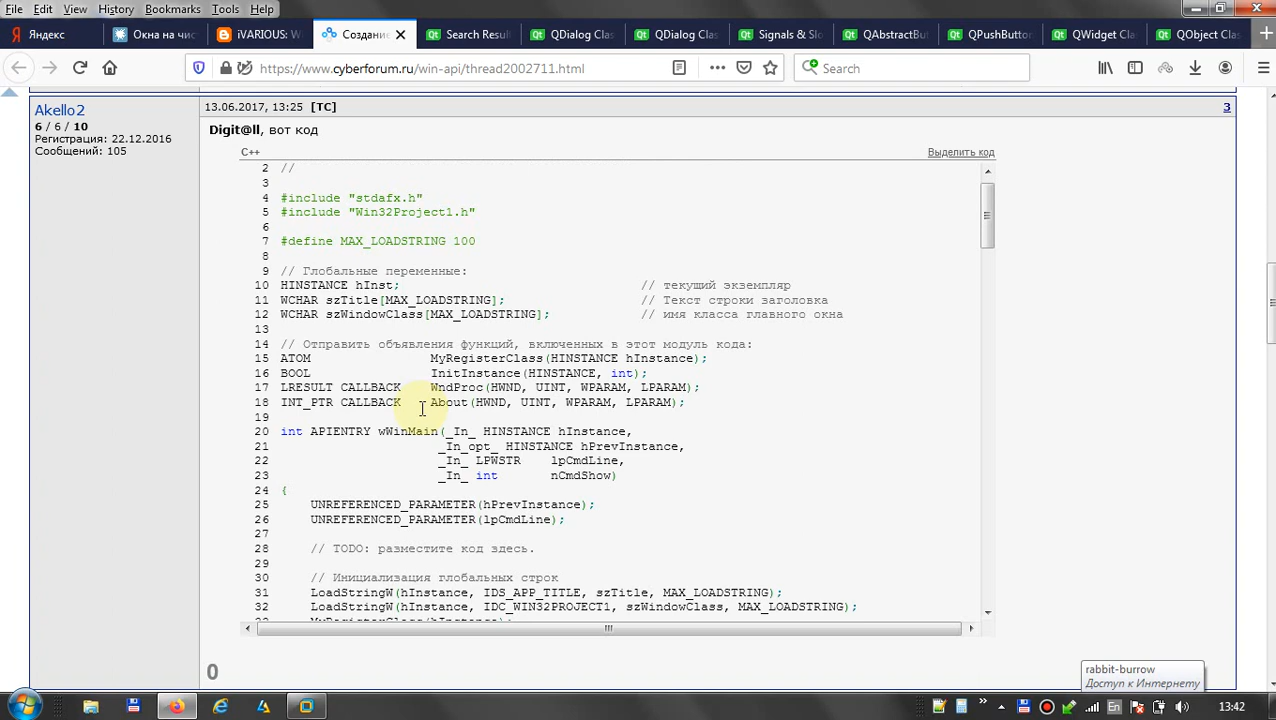 File Edit View History Bookmarks Tools Help
Яндекс Окна на чис iVARIOUS: W Создание Search Resul QDialog Clas QDialog Clas Signals & Slo QAbstractBut QPushButto QWidget Cla QObject Clas
https://www.cyberforum.ru/win-api/thread2002711.html Search
Akello2
6 / 6 / 10
Регистрация: 22.12.2016
Сообщений: 105
13.06.2017, 13:25 [ТС] 3
Digit@ll, вот код
C++ Выделить код
2 //
3
4 #include "stdafx.h"
5 #include "Win32Project1.h"
6
7 #define MAX_LOADSTRING 100
8
9 // Глобальные переменные:
10 HINSTANCE hInst; // текущий экземпляр
11 WCHAR szTitle[MAX_LOADSTRING]; // Текст строки заголовка
12 WCHAR szWindowClass[MAX_LOADSTRING]; // имя класса главного окна
13
14 // Отправить объявления функций, включенных в этот модуль кода:
15 ATOM MyRegisterClass(HINSTANCE hInstance);
16 BOOL InitInstance(HINSTANCE, int);
17 LRESULT CALLBACK WndProc(HWND, UINT, WPARAM, LPARAM);
18 INT_PTR CALLBACK About(HWND, UINT, WPARAM, LPARAM);
19
20 int APIENTRY wWinMain(_In_ HINSTANCE hInstance,
21 _In_opt_ HINSTANCE hPrevInstance,
22 _In_ LPWSTR lpCmdLine,
23 _In_ int nCmdShow)
24 {
25 UNREFERENCED_PARAMETER(hPrevInstance);
26 UNREFERENCED_PARAMETER(lpCmdLine);
27
28 // TODO: разместите код здесь.
29
30 // Инициализация глобальных строк
31 LoadStringW(hInstance, IDS_APP_TITLE, szTitle, MAX_LOADSTRING);
32 LoadStringW(hInstance, IDC_WIN32PROJECT1, szWindowClass, MAX_LOADSTRING);
MyRegisterClass(hInstance);
0
rabbit-burrow
Доступ к Интернету
En 13:42